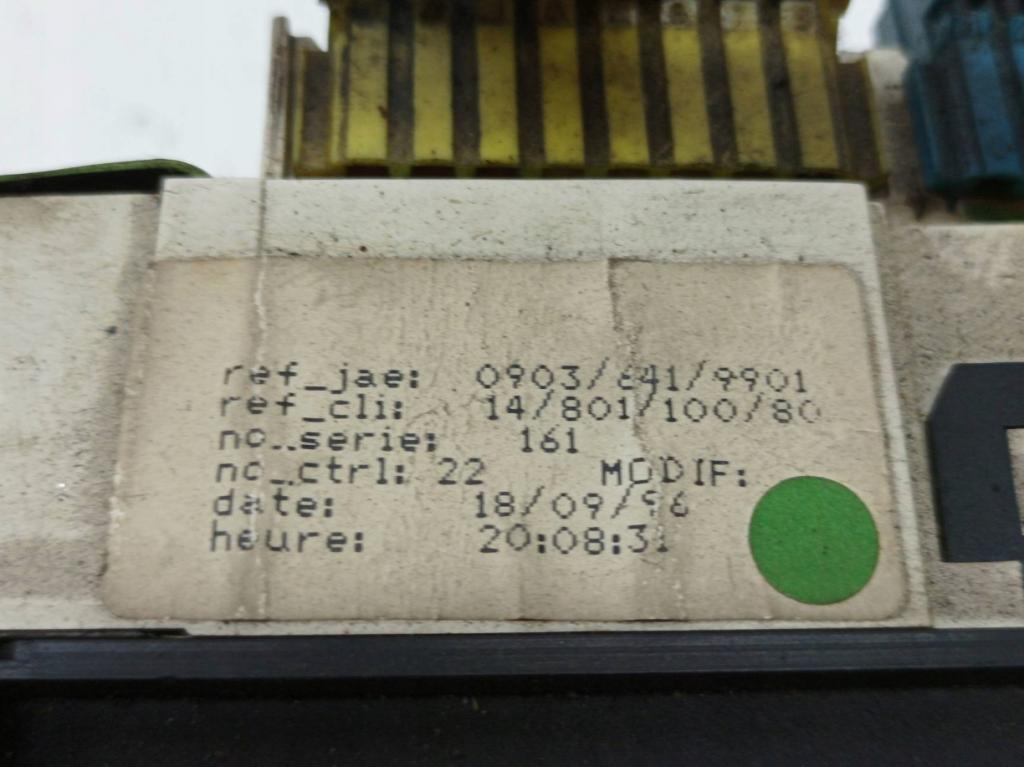 ref_jae: 0903/641/9901
ref_cli: 14/801/100/80
no_serie: 161
no_ctrl: 22 MODIF:
date: 18/09/96
heure: 20:08:31